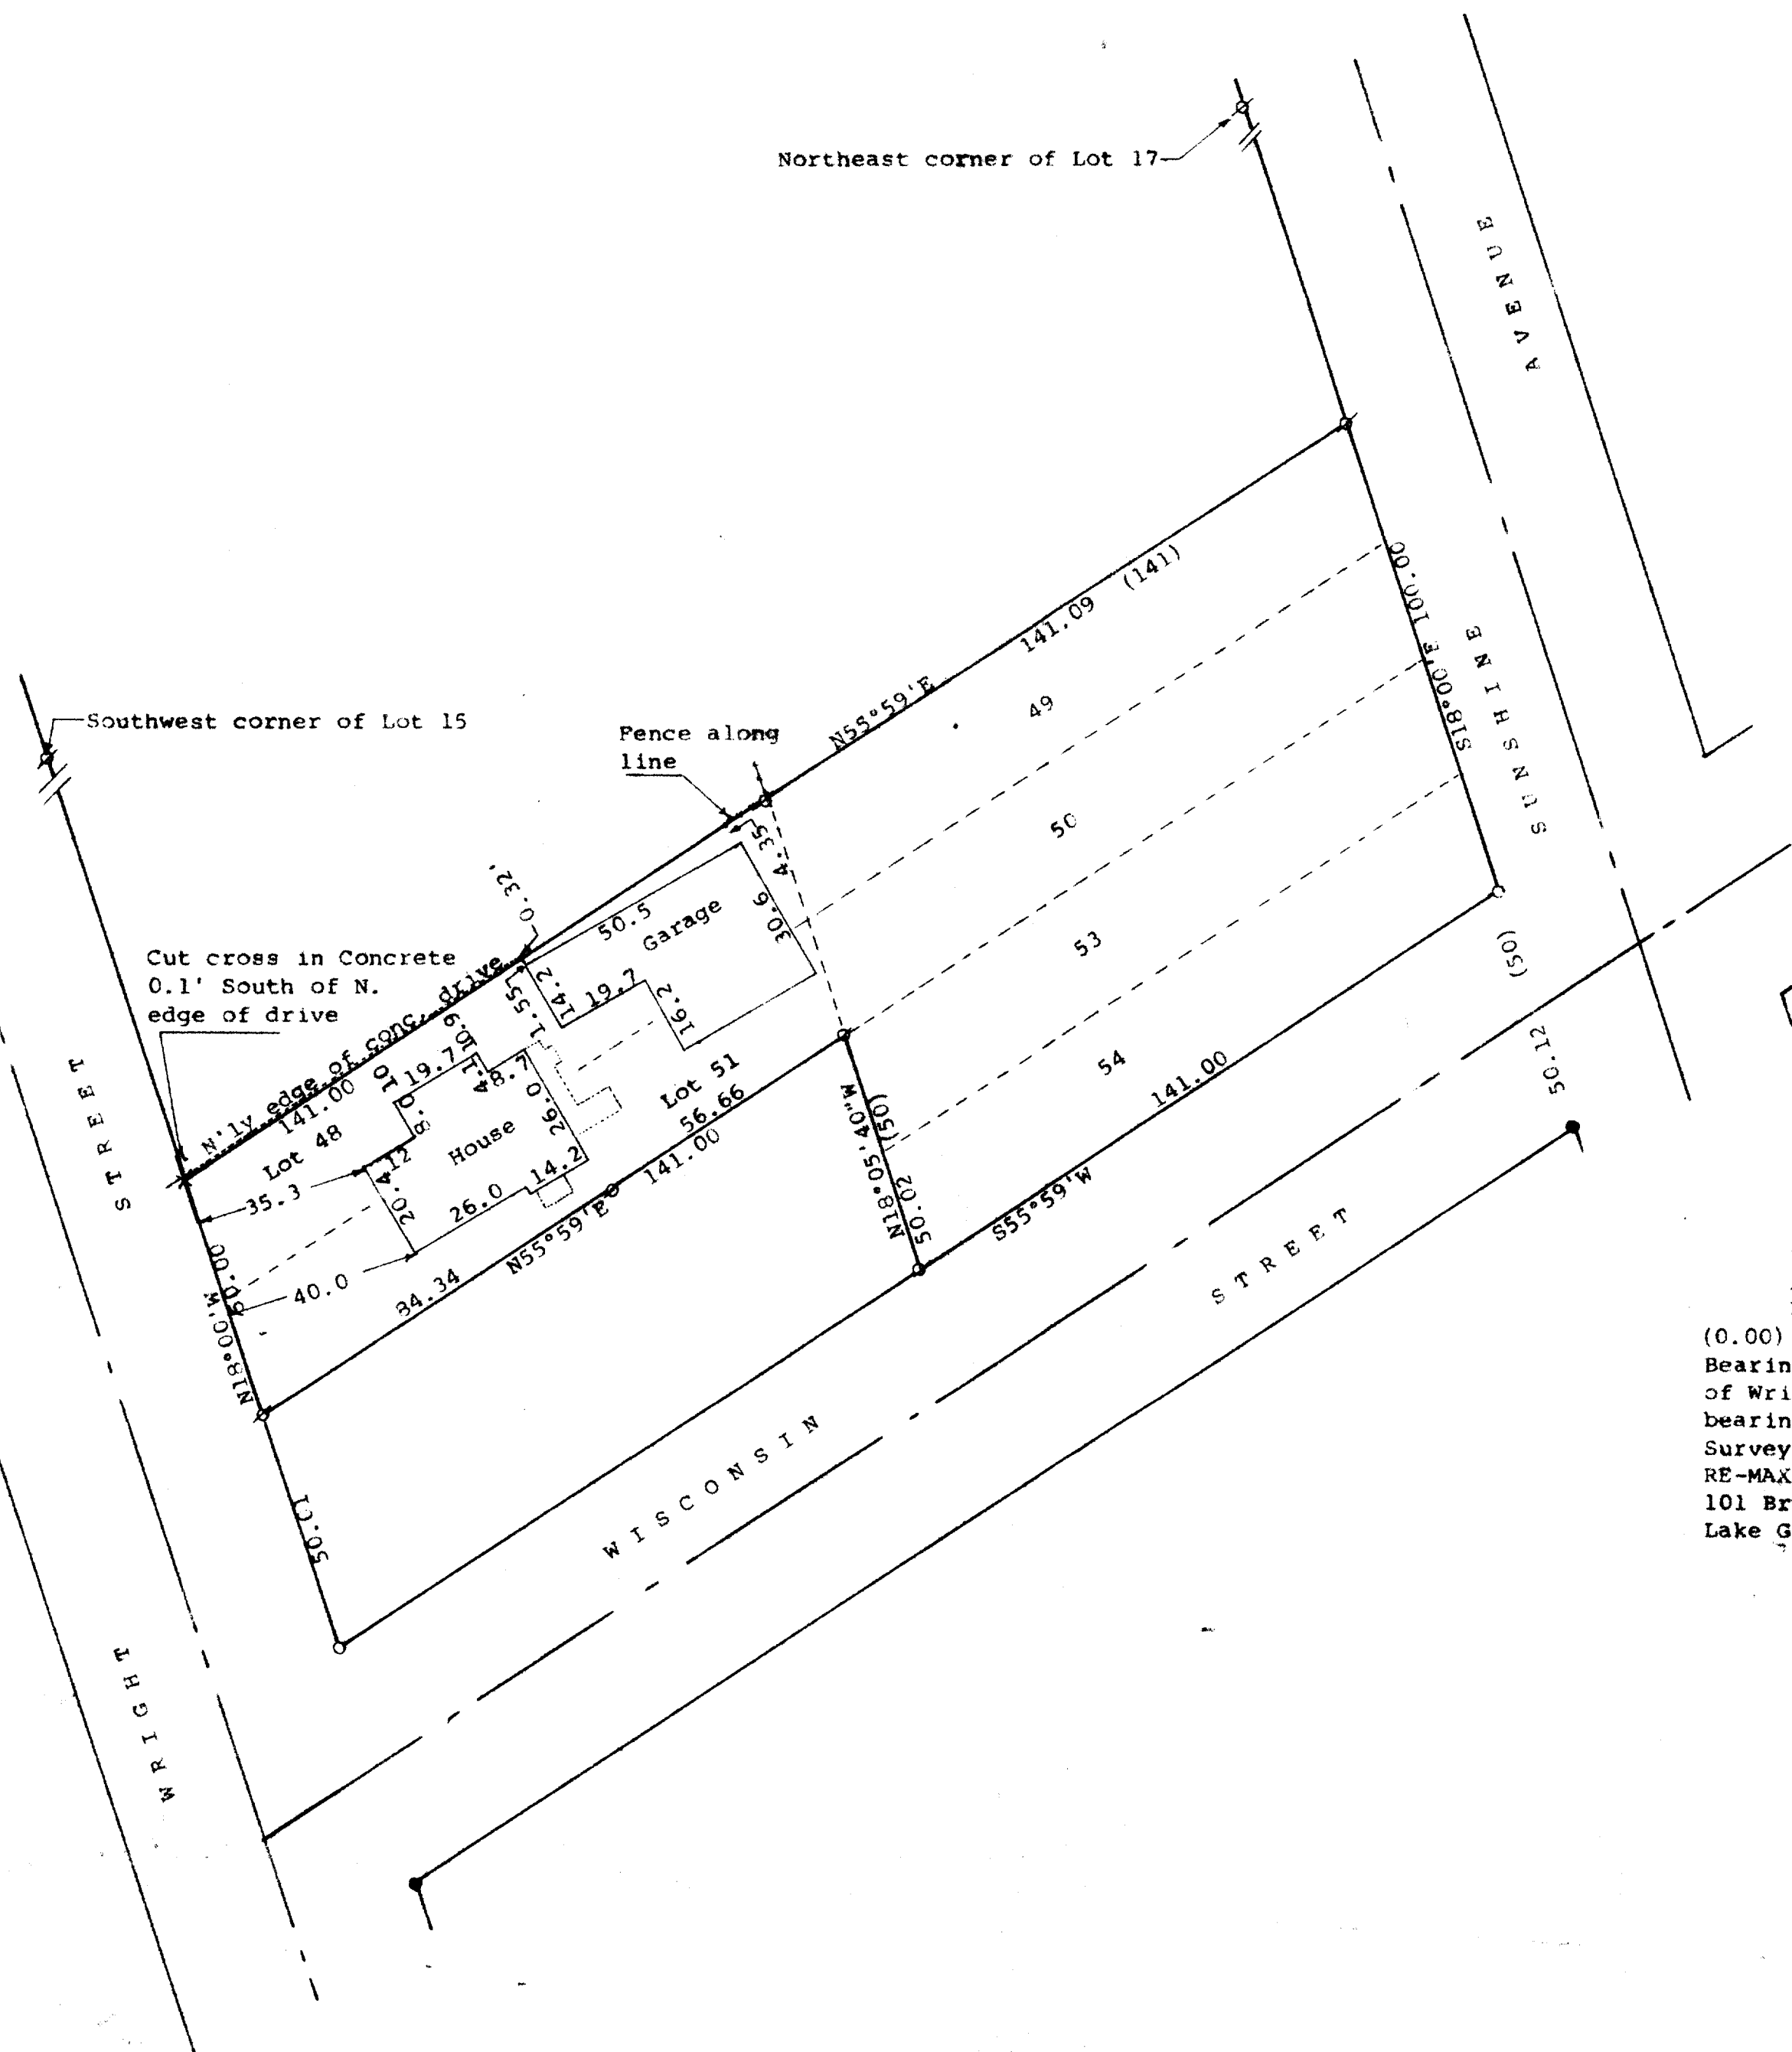 Northeast corner of Lot 17
AVENUE
SUNSHINE
Southwest corner of Lot 15
Fence along
line
N55°59'E
141.09 (141)
S18°00'E 100.00
49
50
53
54
(50)
50.12
Cut cross in Concrete
0.1' South of N.
edge of drive
N'ly edge of conc. drive
141.00
Lot 48
0.32'
4.35
50.5
Garage
30.6
14.2
19.7
16.2
1.55
10.9
19.7
10
4.1
8.7
8.0
26.0
House
12
20.4
26.0
14.2
35.3
40.0
Lot 51
56.66
141.00
N55°59'E
84.34
N18°00'W
50.00
50.01
N18°05'40"W
50.02 (50)
S55°59'W
141.00
STREET
WRIGHT
WISCONSIN
STREET
(0.00)
Bearin
of Wri
bearin
Survey
RE-MAX
101 Br
Lake G